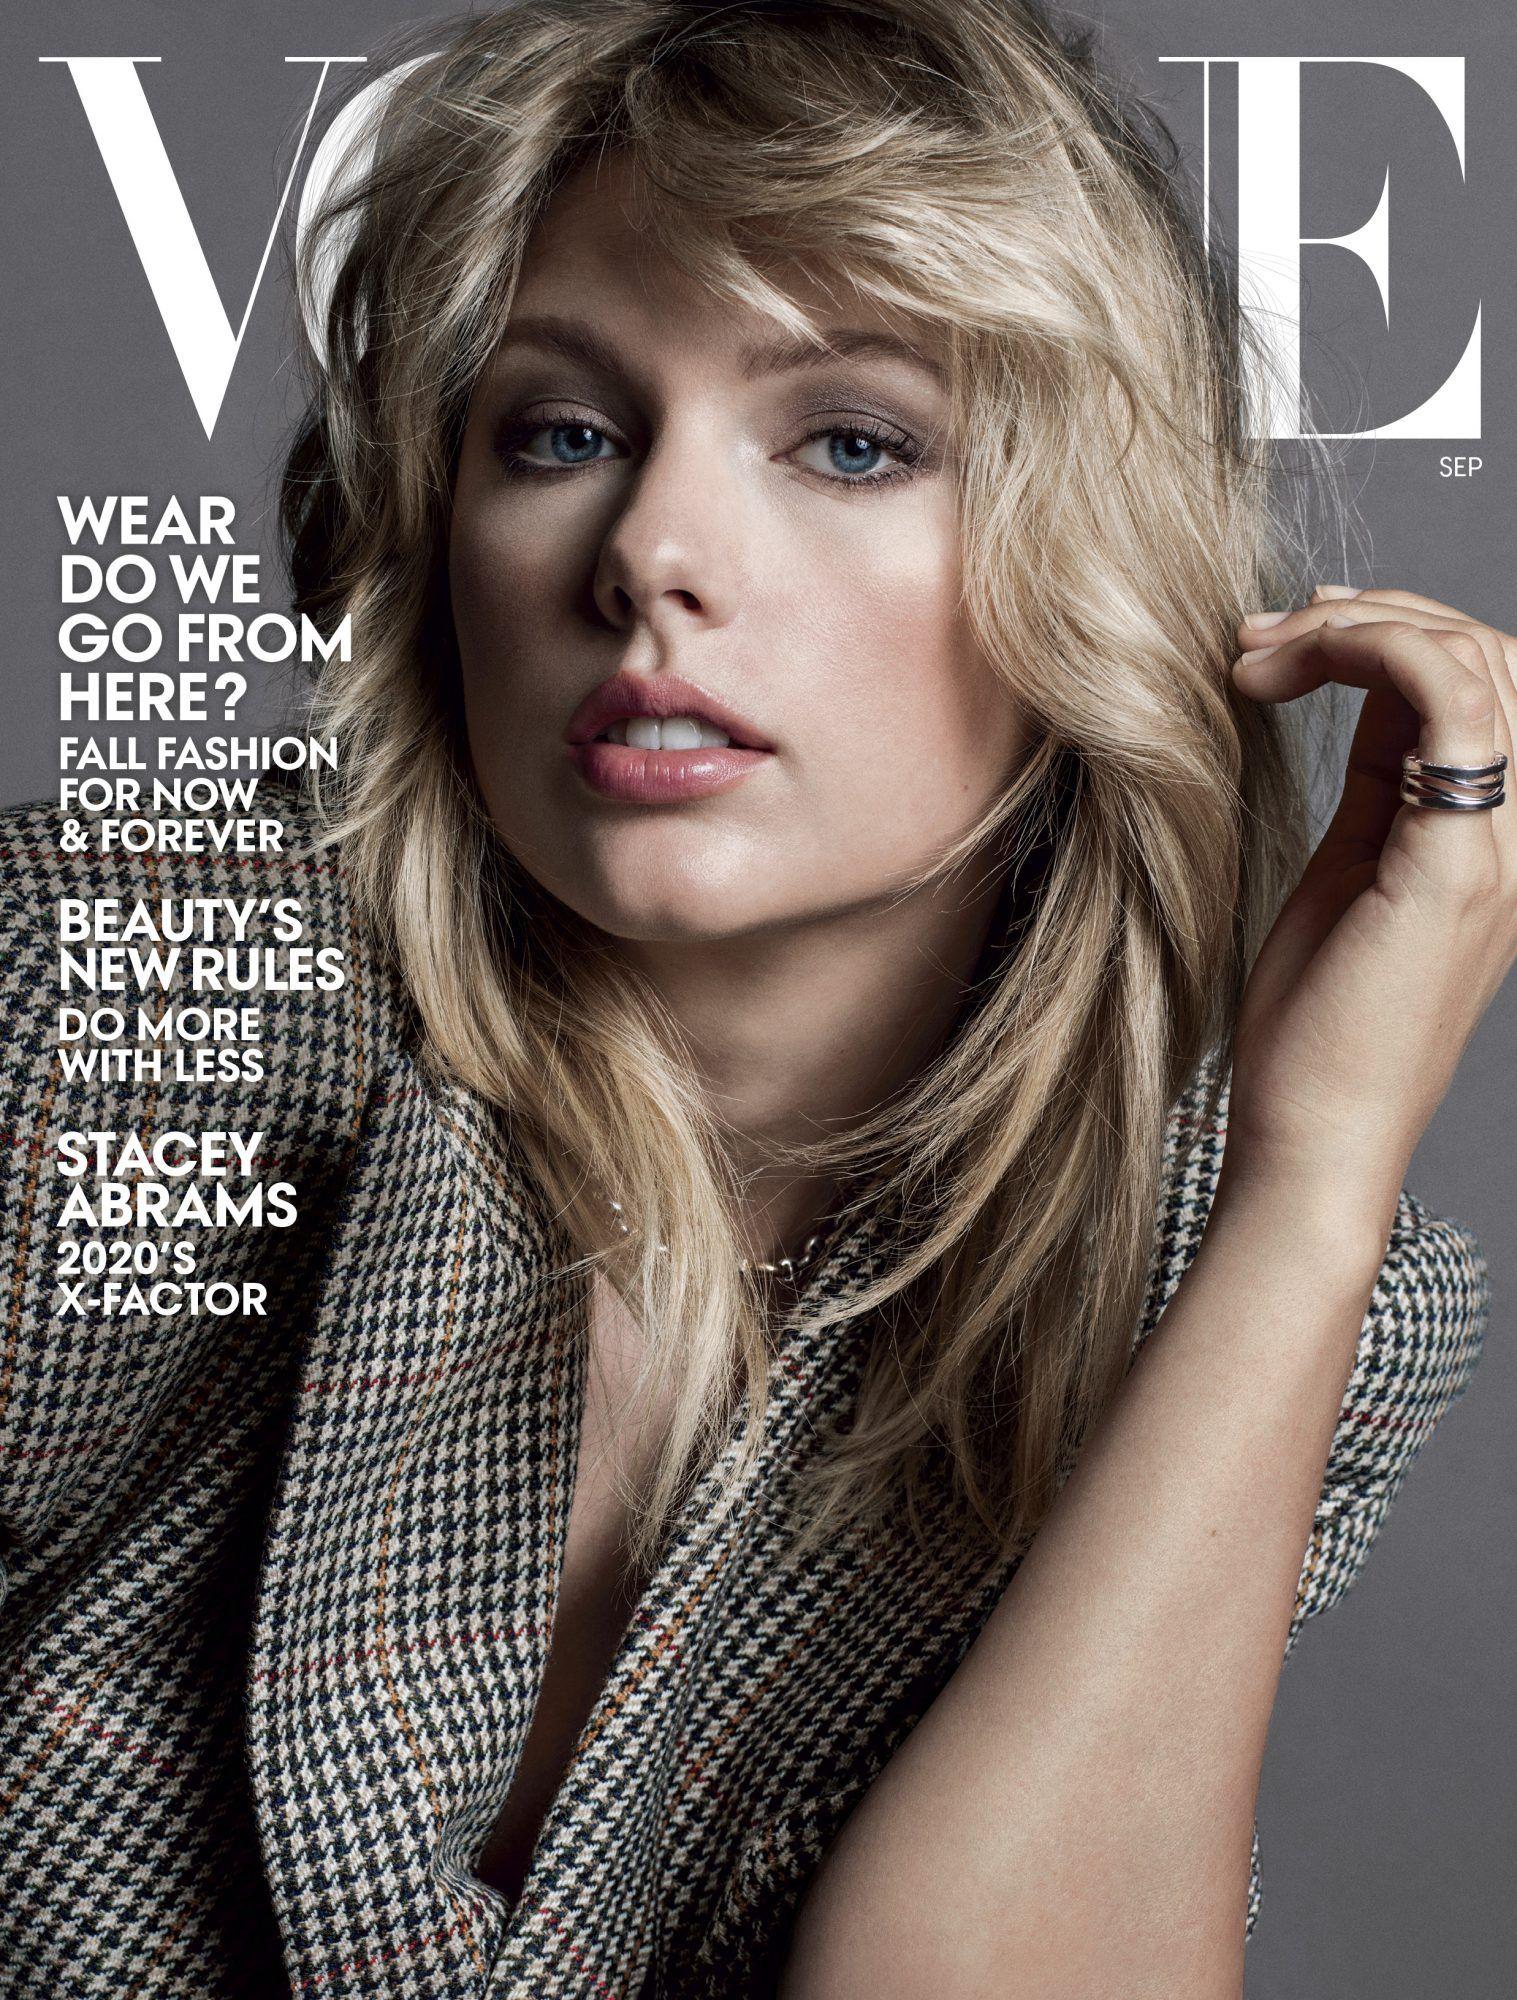 VOGUE
SEP
WEAR
DO WE
GO FROM
HERE?
FALL FASHION
FOR NOW
& FOREVER
BEAUTY'S
NEW RULES
DO MORE
WITH LESS
STACEY
ABRAMS
2020'S
X-FACTOR